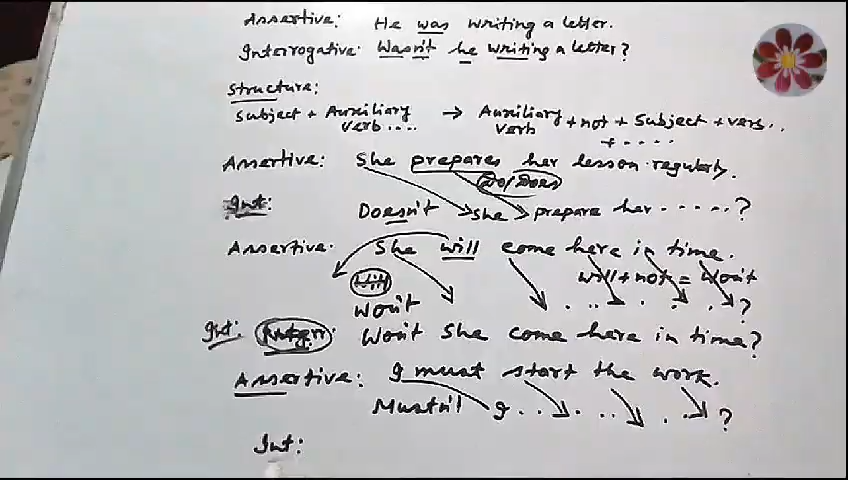 Assertive: He was writing a letter.
Interrogative: Wasn't he writing a letter?
Structure:
Subject + Auxiliary verb .... → Auxiliary verb + not + Subject + verb..
+ .....
Assertive: She prepares her lesson regularly.
Do/Does
Int: Doesn't she prepare her .....?
Assertive: She will come here in time.
Will will + not = Won't
Won't . .. . . . ?
Int: Won't She come here in time?
Assertive: I must start the work.
Mustn't I .. . .. . . ?
Int: